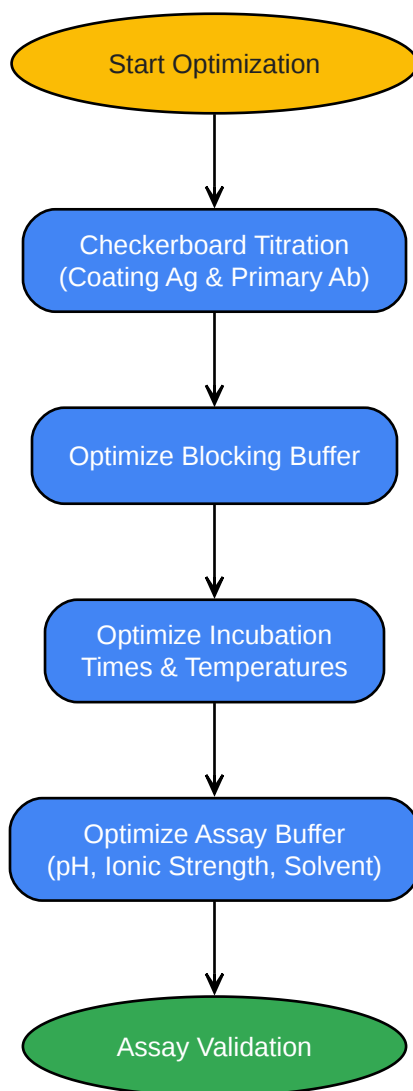 Start Optimization
Checkerboard Titration
(Coating Ag & Primary Ab)
Optimize Blocking Buffer
Optimize Incubation
Times & Temperatures
Optimize Assay Buffer
(pH, Ionic Strength, Solvent)
Assay Validation